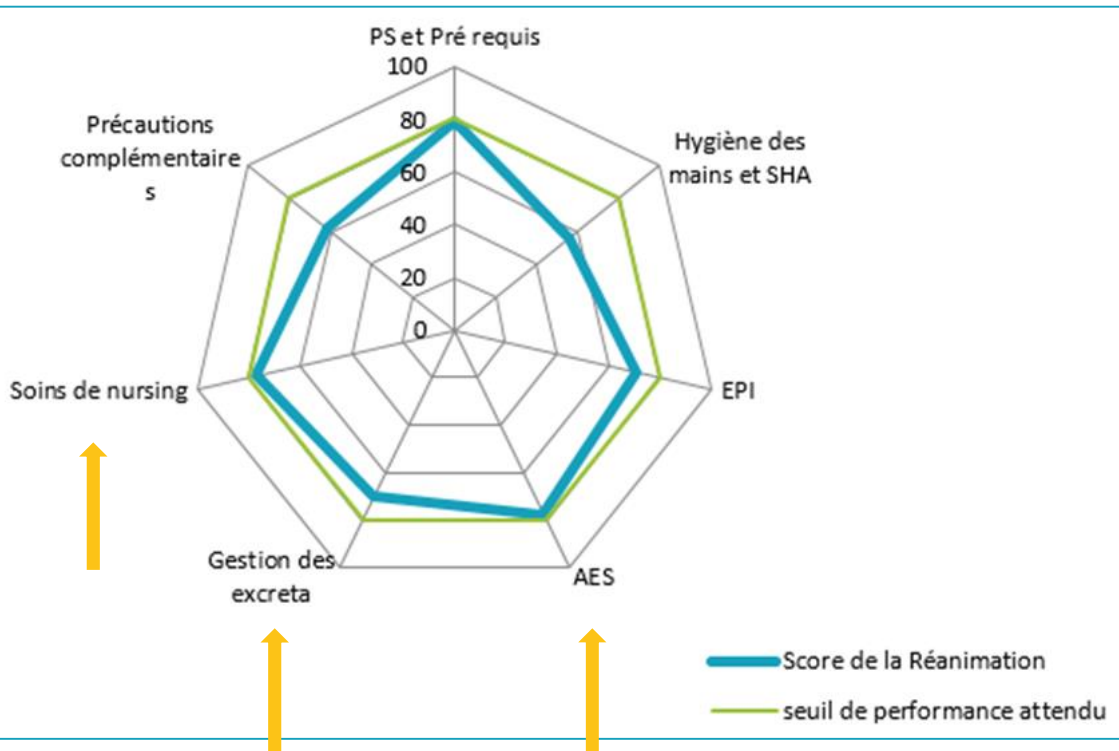 PS et Pré requis
100
80
60
40
20
0
Hygiène des
mains et SHA
EPI
AES
Gestion des
excreta
Soins de nursing
Précautions
complémentaire
s
Score de la Réanimation
seuil de performance attendu